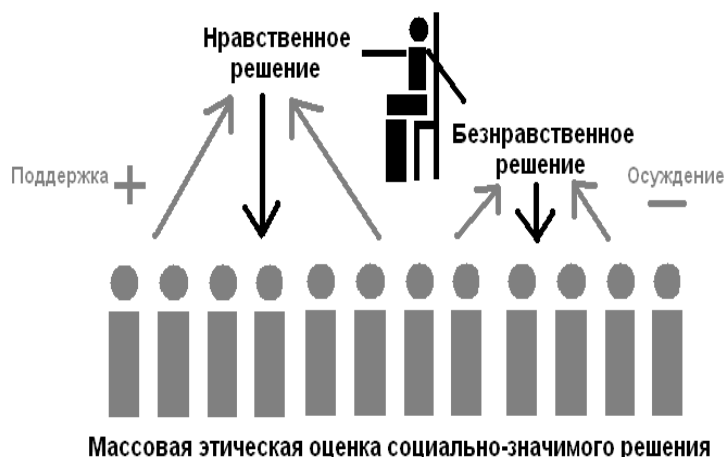 Нравственное
решение
Безнравственное
решение
Поддержка +
Осуждение
—
Массовая этическая оценка социально-значимого решения